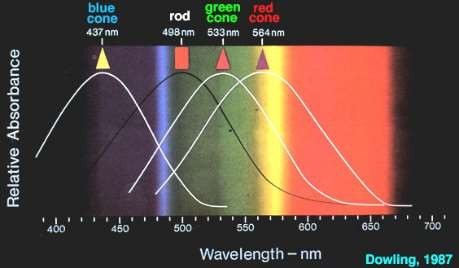 blue cone
437 nm
rod
498 nm
green cone
533 nm
red cone
564 nm
Relative Absorbance
400 450 500 550 600 650 700
Wavelength – nm
Dowling, 1987